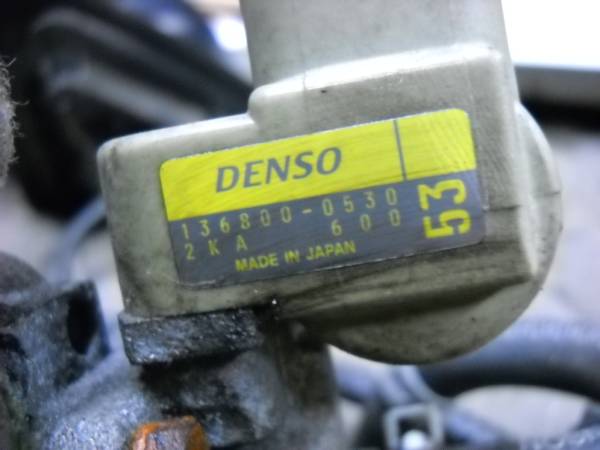 DENSO
136800-0530
2KA 600
53
MADE IN JAPAN